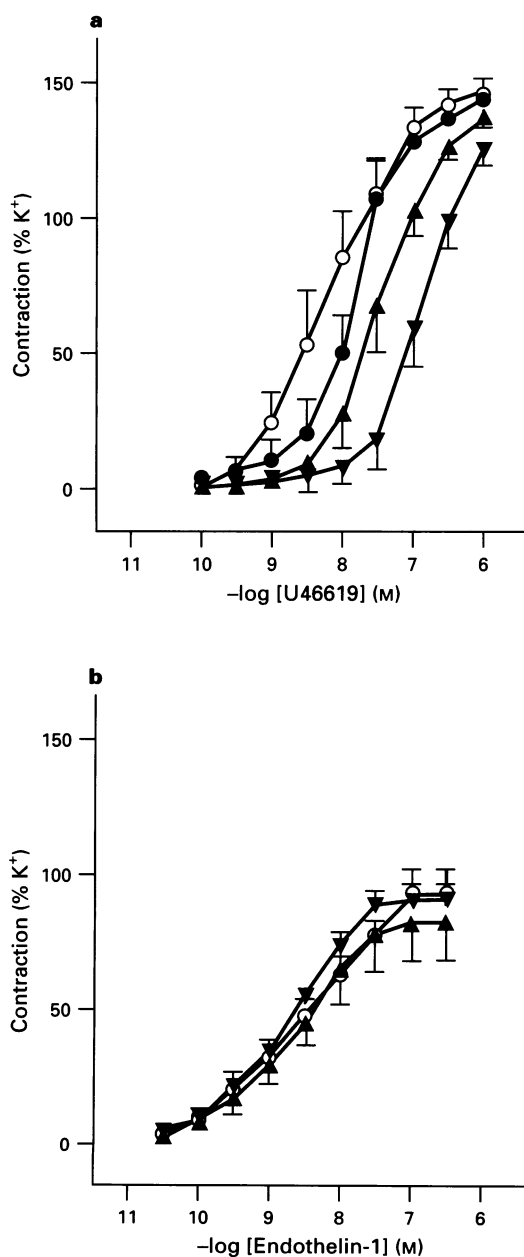 a
150
100
50
0
Contraction (% K⁺)
11 10 9 8 7 6
–log [U46619] (M)
b
150
100
50
0
Contraction (% K⁺)
11 10 9 8 7 6
–log [Endothelin-1] (M)